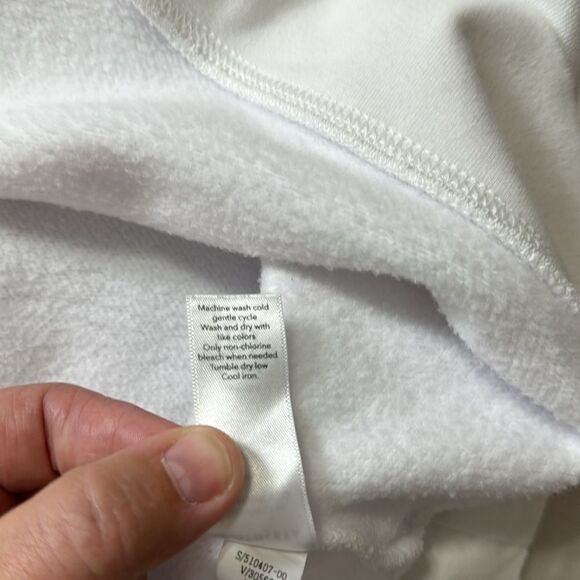 Machine wash cold
gentle cycle
Wash and dry with
like colors
Only non-chlorine
bleach when needed
Tumble dry low
Cool iron.
S/510407-00